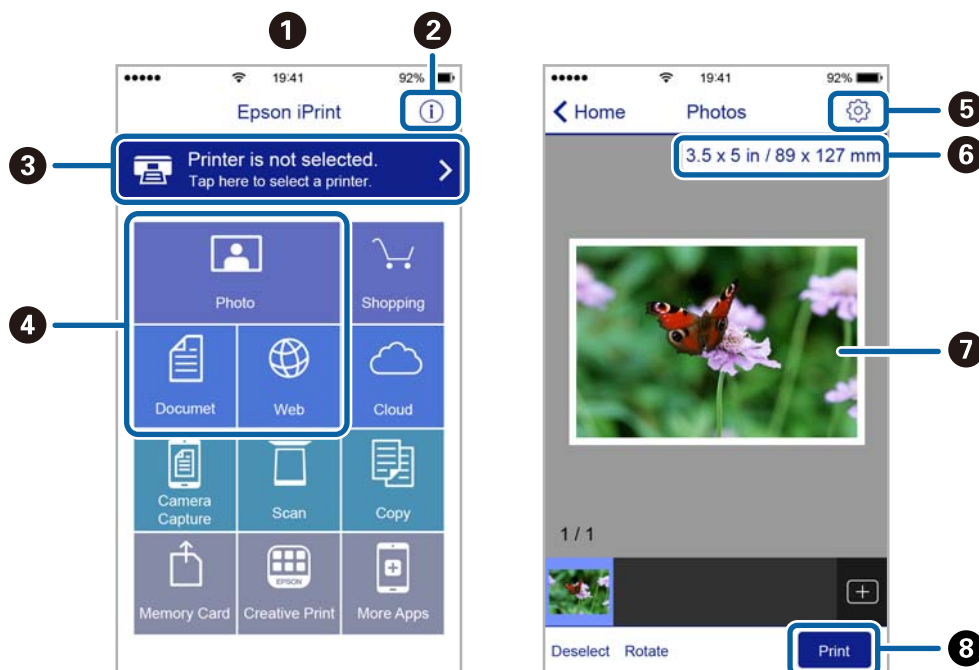 1
2
19:41
92%
Epson iPrint
3
Printer is not selected.
Tap here to select a printer.
4
Photo
Shopping
Documet
Web
Cloud
Camera
Capture
Scan
Copy
EPSON
Memory Card
Creative Print
More Apps
19:41
92%
Home
Photos
5
3.5 x 5 in / 89 x 127 mm
6
7
1 / 1
Deselect
Rotate
Print
8